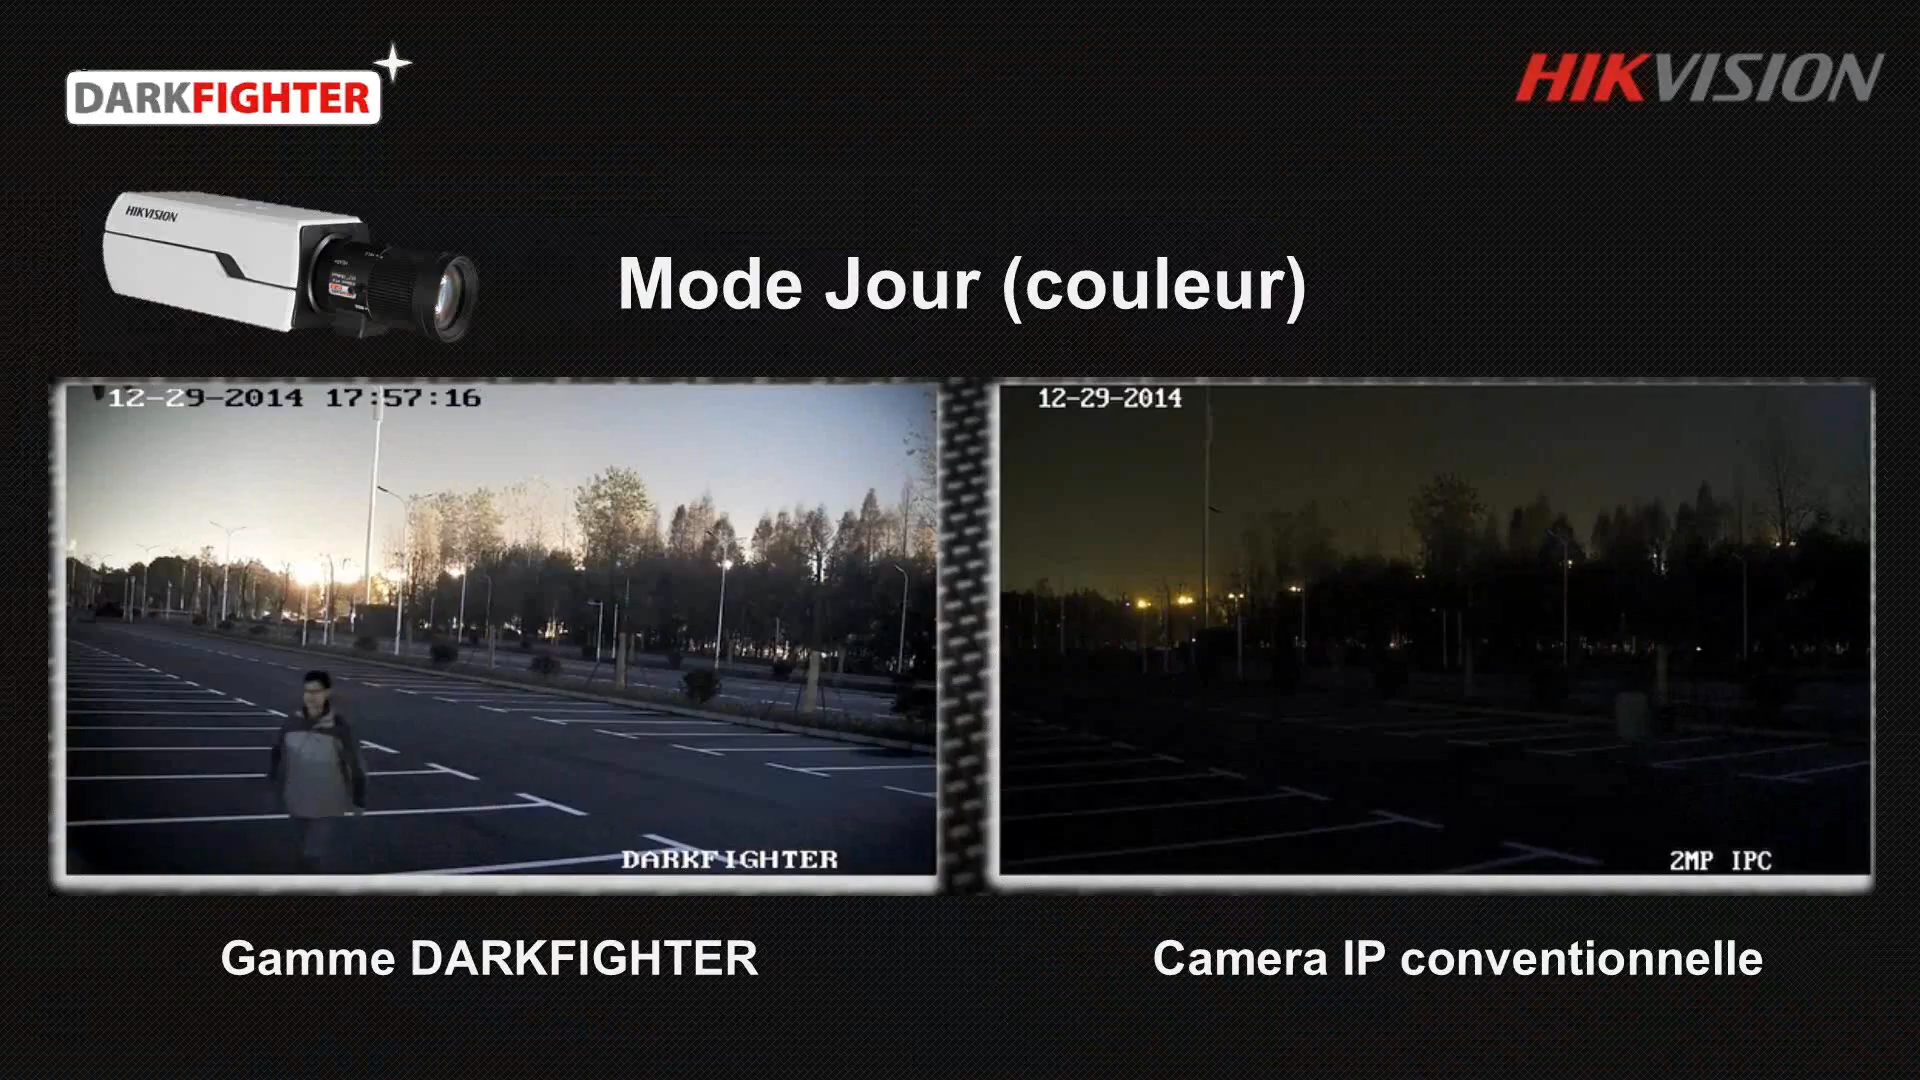 DARKFIGHTER
HIKVISION
HIKVISION
Mode Jour (couleur)
12-29-2014 17:57:16
12-29-2014
DARKFIGHTER
2MP IPC
Gamme DARKFIGHTER
Camera IP conventionnelle